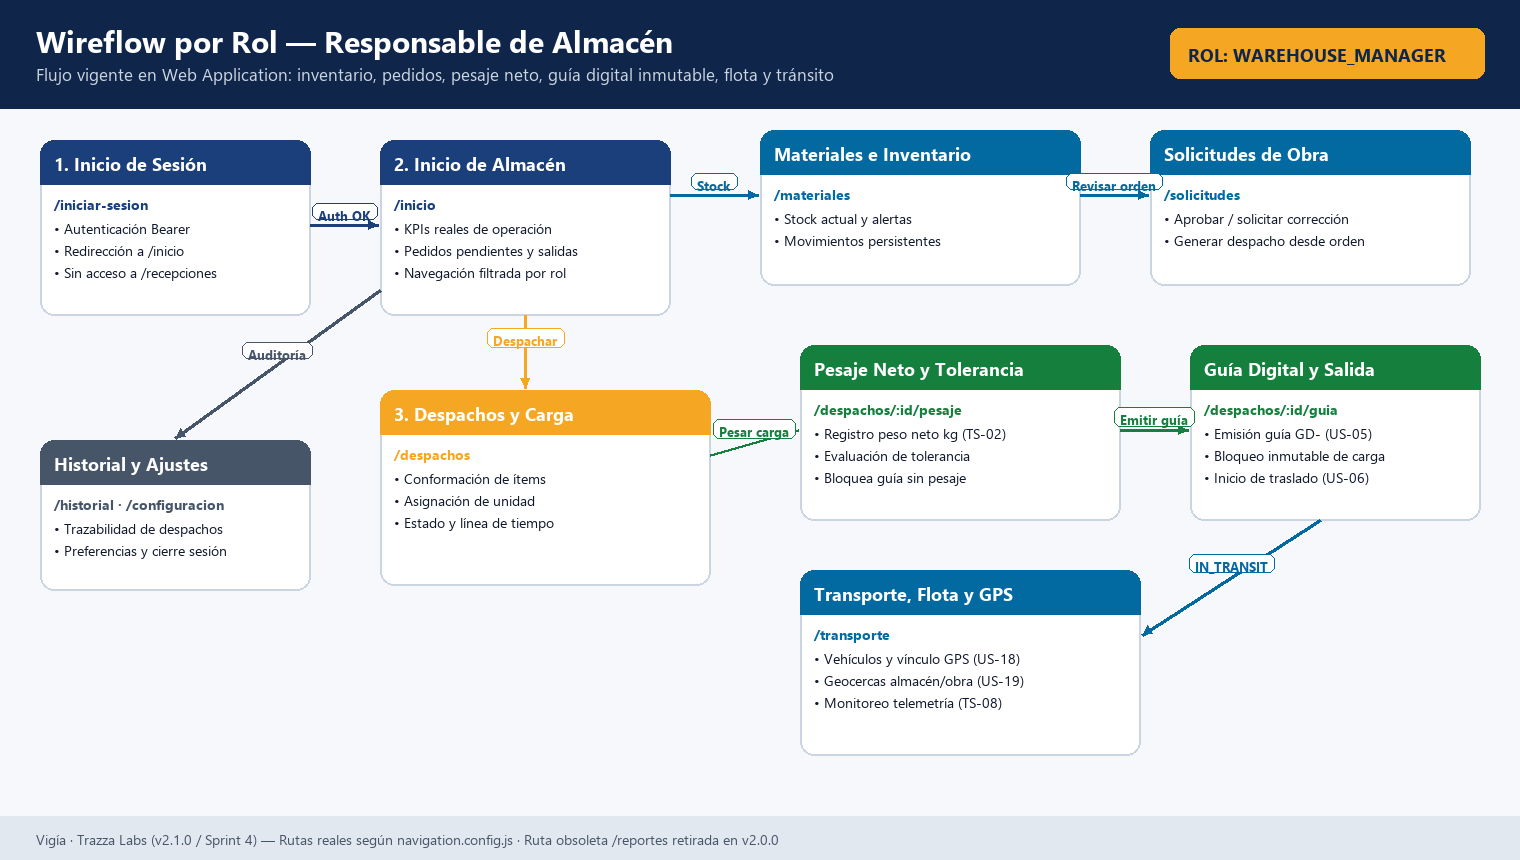 Wireflow por Rol — Responsable de Almacén
Flujo vigente en Web Application: inventario, pedidos, pesaje neto, guía digital inmutable, flota y tránsito
ROL: WAREHOUSE_MANAGER
1. Inicio de Sesión
/iniciar-sesion
• Autenticación Bearer
• Redirección a /inicio
• Sin acceso a /recepciones
Auth OK
2. Inicio de Almacén
/inicio
• KPIs reales de operación
• Pedidos pendientes y salidas
• Navegación filtrada por rol
Stock
Materiales e Inventario
/materiales
• Stock actual y alertas
• Movimientos persistentes
Revisar orden
Solicitudes de Obra
/solicitudes
• Aprobar / solicitar corrección
• Generar despacho desde orden
Auditoría
Despachar
Historial y Ajustes
/historial · /configuracion
• Trazabilidad de despachos
• Preferencias y cierre sesión
3. Despachos y Carga
/despachos
• Conformación de ítems
• Asignación de unidad
• Estado y línea de tiempo
Pesar carga
Pesaje Neto y Tolerancia
/despachos/:id/pesaje
• Registro peso neto kg (TS-02)
• Evaluación de tolerancia
• Bloquea guía sin pesaje
Emitir guía
Guía Digital y Salida
/despachos/:id/guia
• Emisión guía GD- (US-05)
• Bloqueo inmutable de carga
• Inicio de traslado (US-06)
IN_TRANSIT
Transporte, Flota y GPS
/transporte
• Vehículos y vínculo GPS (US-18)
• Geocercas almacén/obra (US-19)
• Monitoreo telemetría (TS-08)
Vigía · Trazza Labs (v2.1.0 / Sprint 4) — Rutas reales según navigation.config.js · Ruta obsoleta /reportes retirada en v2.0.0